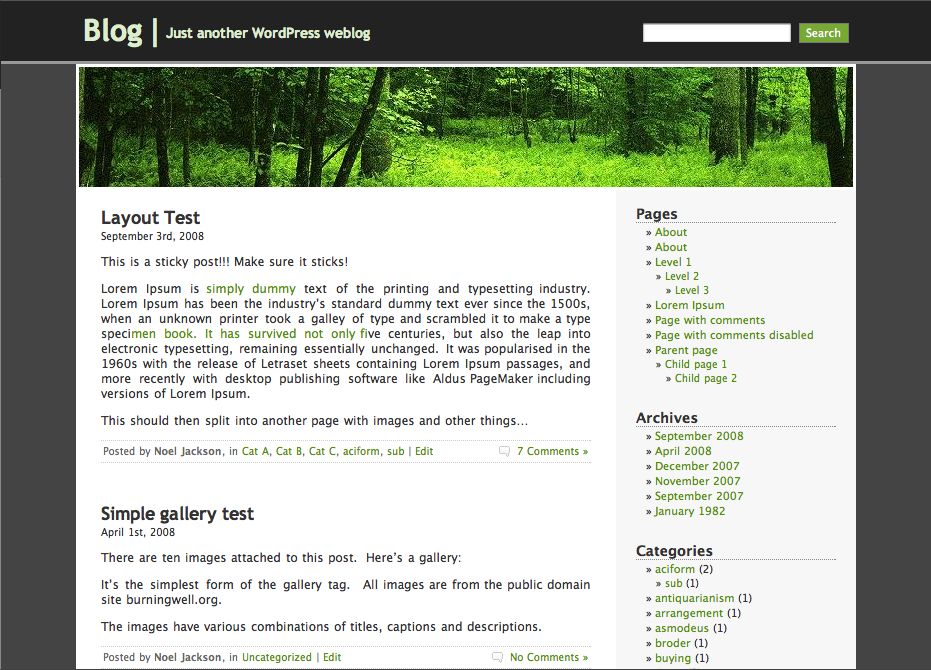 Blog | Just another WordPress weblog
Search
Layout Test
September 3rd, 2008
This is a sticky post!!! Make sure it sticks!
Lorem Ipsum is simply dummy text of the printing and typesetting industry.
Lorem Ipsum has been the industry's standard dummy text ever since the 1500s,
when an unknown printer took a galley of type and scrambled it to make a type
specimen book. It has survived not only five centuries, but also the leap into
electronic typesetting, remaining essentially unchanged. It was popularised in the
1960s with the release of Letraset sheets containing Lorem Ipsum passages, and
more recently with desktop publishing software like Aldus PageMaker including
versions of Lorem Ipsum.
This should then split into another page with images and other things…
Posted by Noel Jackson, in Cat A, Cat B, Cat C, aciform, sub | Edit
7 Comments »
Simple gallery test
April 1st, 2008
There are ten images attached to this post. Here's a gallery:
It's the simplest form of the gallery tag. All images are from the public domain
site burningwell.org.
The images have various combinations of titles, captions and descriptions.
Posted by Noel Jackson, in Uncategorized | Edit
No Comments »
Pages
» About
» About
» Level 1
» Level 2
» Level 3
» Lorem Ipsum
» Page with comments
» Page with comments disabled
» Parent page
» Child page 1
» Child page 2
Archives
» September 2008
» April 2008
» December 2007
» November 2007
» September 2007
» January 1982
Categories
» aciform (2)
» sub (1)
» antiquarianism (1)
» arrangement (1)
» asmodeus (1)
» broder (1)
» buying (1)